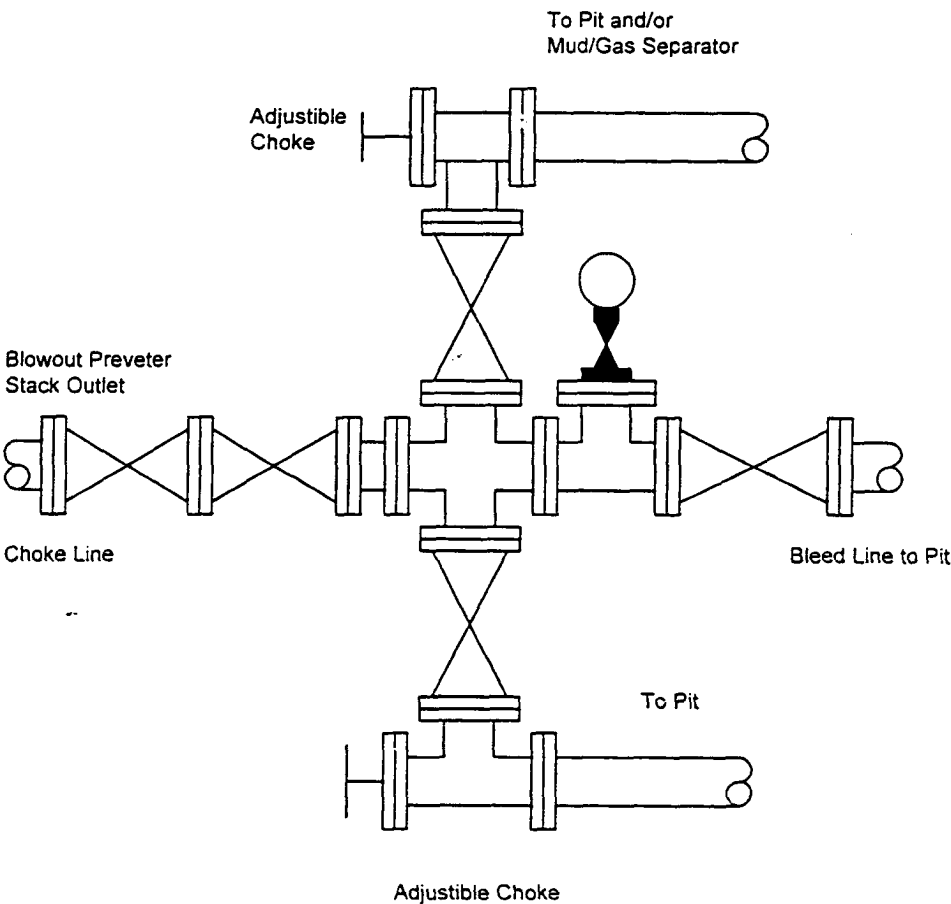 To Pit and/or
Mud/Gas Separator
Adjustible
Choke
Blowout Preveter
Stack Outlet
Choke Line
Bleed Line to Pit
To Pit
Adjustible Choke